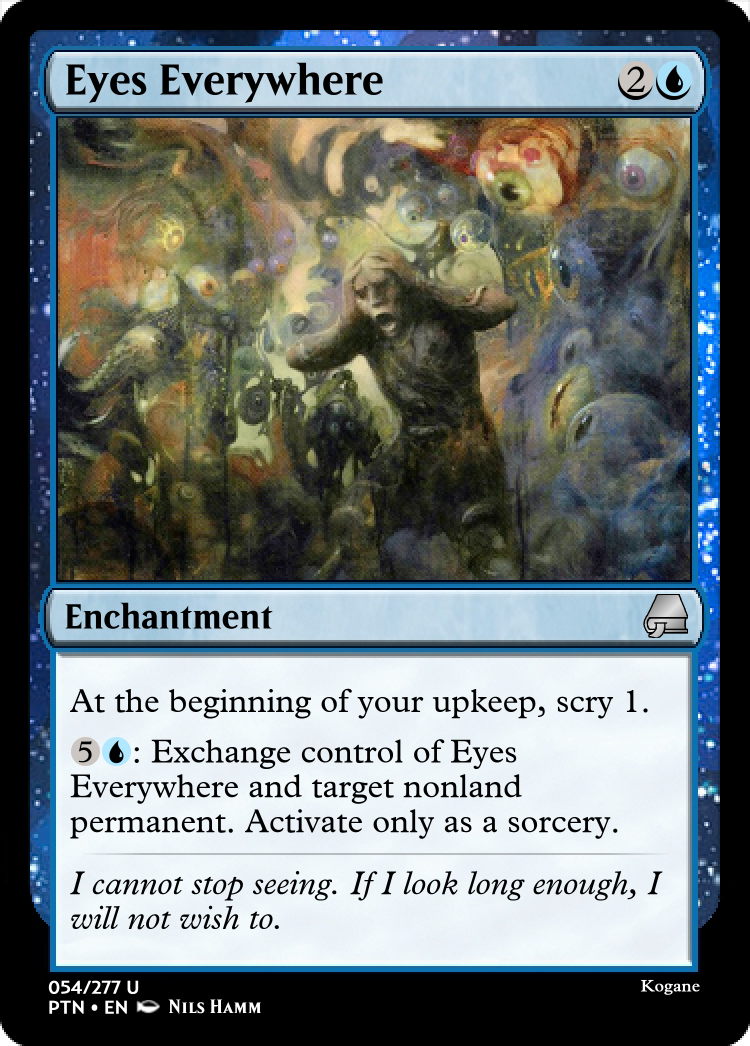 Eyes Everywhere 2
Enchantment
At the beginning of your upkeep, scry 1.
5: Exchange control of Eyes
Everywhere and target nonland
permanent. Activate only as a sorcery.
I cannot stop seeing. If I look long enough, I
will not wish to.
054/277 U
Kogane
PTN • EN NILS HAMM